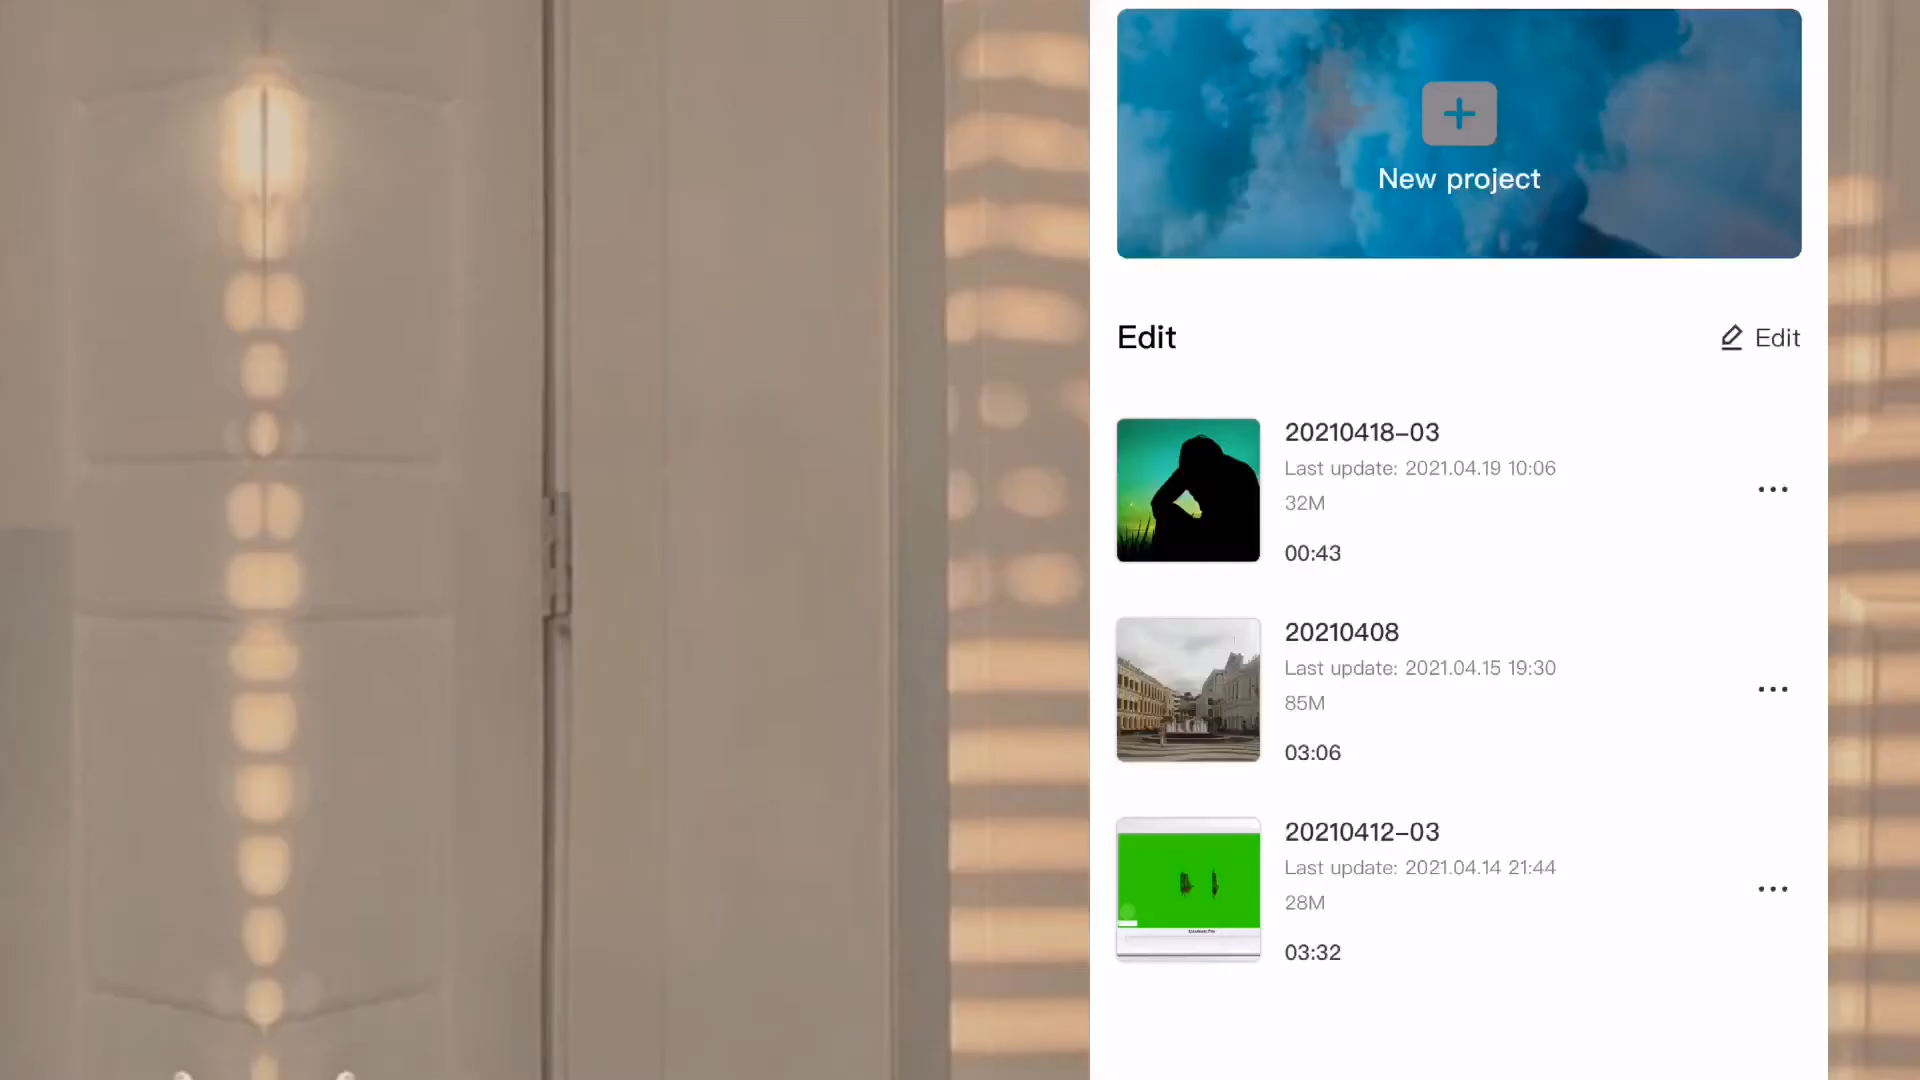 New project
Edit
Edit
20210418-03
Last update: 2021.04.19 10:06
32M
00:43
20210408
Last update: 2021.04.15 19:30
85M
03:06
20210412-03
Last update: 2021.04.14 21:44
28M
03:32